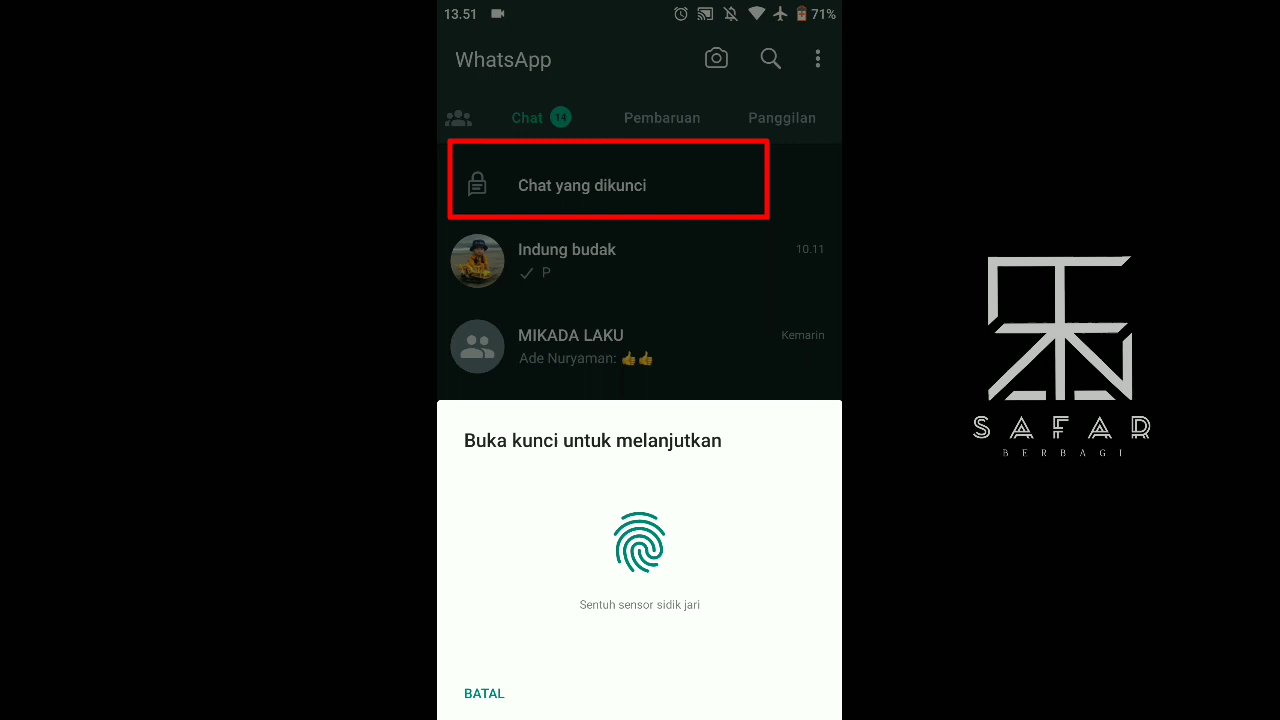 13.51
71%
WhatsApp
Chat 14 Pembaruan Panggilan
Chat yang dikunci
Indung budak 10.11
P
MIKADA LAKU Kemarin
Ade Nuryaman: 👍👍
Buka kunci untuk melanjutkan
Sentuh sensor sidik jari
BATAL
SAFAR
BERBAGI